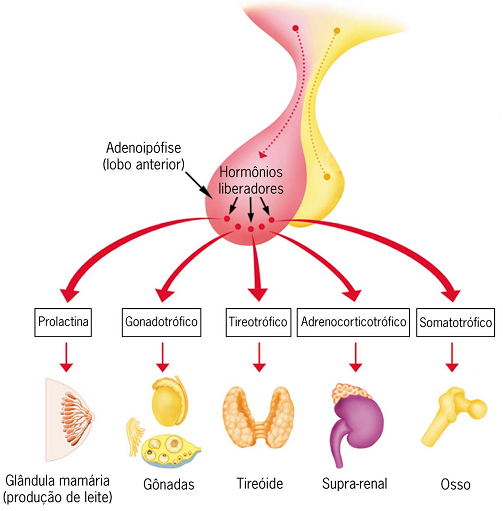 Adenoipófise
(lobo anterior)
Hormônios
liberadores
Prolactina
Gonadotrófico
Tireotrófico
Adrenocorticotrófico
Somatotrófico
Glândula mamária
(produção de leite)
Gônadas
Tireóide
Supra-renal
Osso